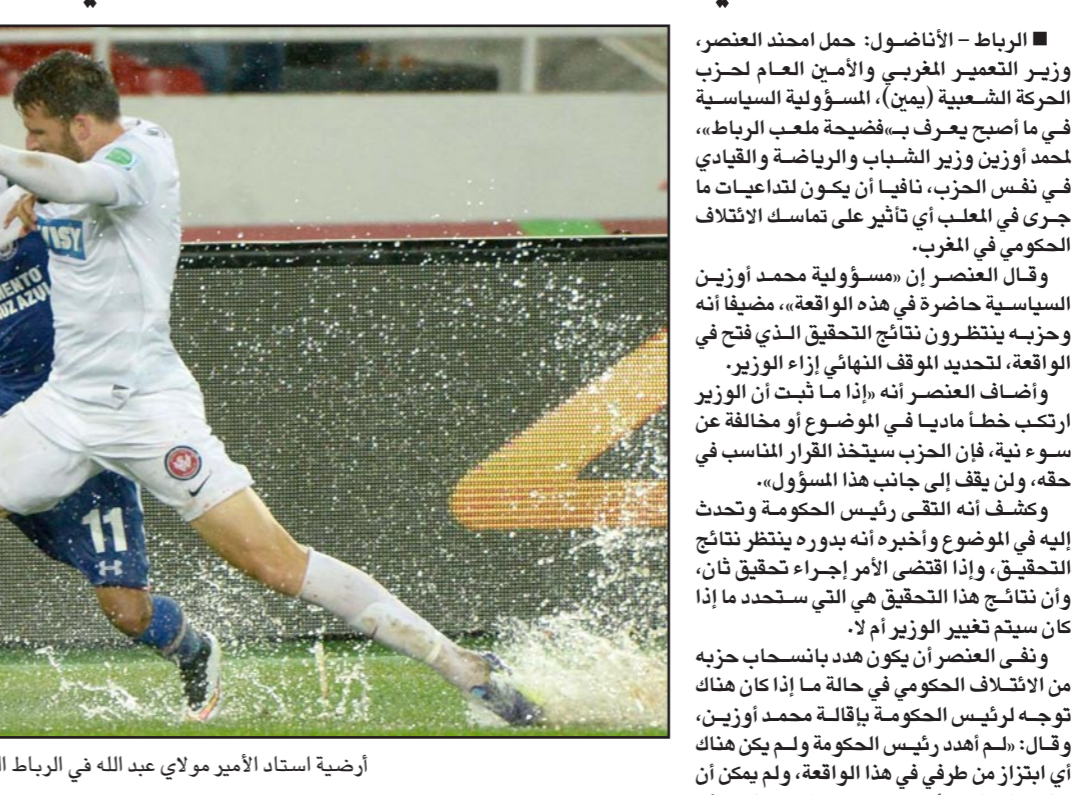 ■ الرباط – الأناضول: حمل امحند العنصر،
وزير التعمير المغربي والأمين العام لحزب
الحركة الشعبية (يمين)، المسؤولية السياسية
في ما أصبح يعرف بـ«فضيحة ملعب الرباط»،
لمحمد أوزين وزير الشباب والرياضة والقيادي
في نفس الحزب، نافيا أن يكون لتداعيات ما
جرى في المعلب أي تأثير على تماسك الائتلاف
الحكومي في المغرب.
وقال العنصر إن «مسؤولية محمد أوزين
السياسية حاضرة في هذه الواقعة»، مضيفا أنه
وحزبه ينتظرون نتائج التحقيق الذي فتح في
الواقعة، لتحديد الموقف النهائي إزاء الوزير.
وأضاف العنصر أنه «إذا ما ثبت أن الوزير
ارتكب خطأ ماديا في الموضوع أو مخالفة عن
سوء نية، فإن الحزب سيتخذ القرار المناسب في
حقه، ولن يقف إلى جانب هذا المسؤول».
وكشف أنه التقى رئيس الحكومة وتحدث
إليه في الموضوع وأخبره أنه بدوره ينتظر نتائج
التحقيق، وإذا اقتضى الأمر إجراء تحقيق ثان،
وأن نتائج هذا التحقيق هي التي ستحدد ما إذا
كان سيتم تغيير الوزير أم لا.
ونفى العنصر أن يكون هدد بانسحاب حزبه
من الائتلاف الحكومي في حالة ما إذا كان هناك
توجه لرئيس الحكومة بإقالة محمد أوزين،
وقال: «لم أهدد رئيس الحكومة ولم يكن هناك
أي ابتزاز من طرفي في هذه الواقعة، ولم يمكن أن
MENTO
UZ AZUL
11
أرضية استاد الأمير مولاي عبد الله في الرباط